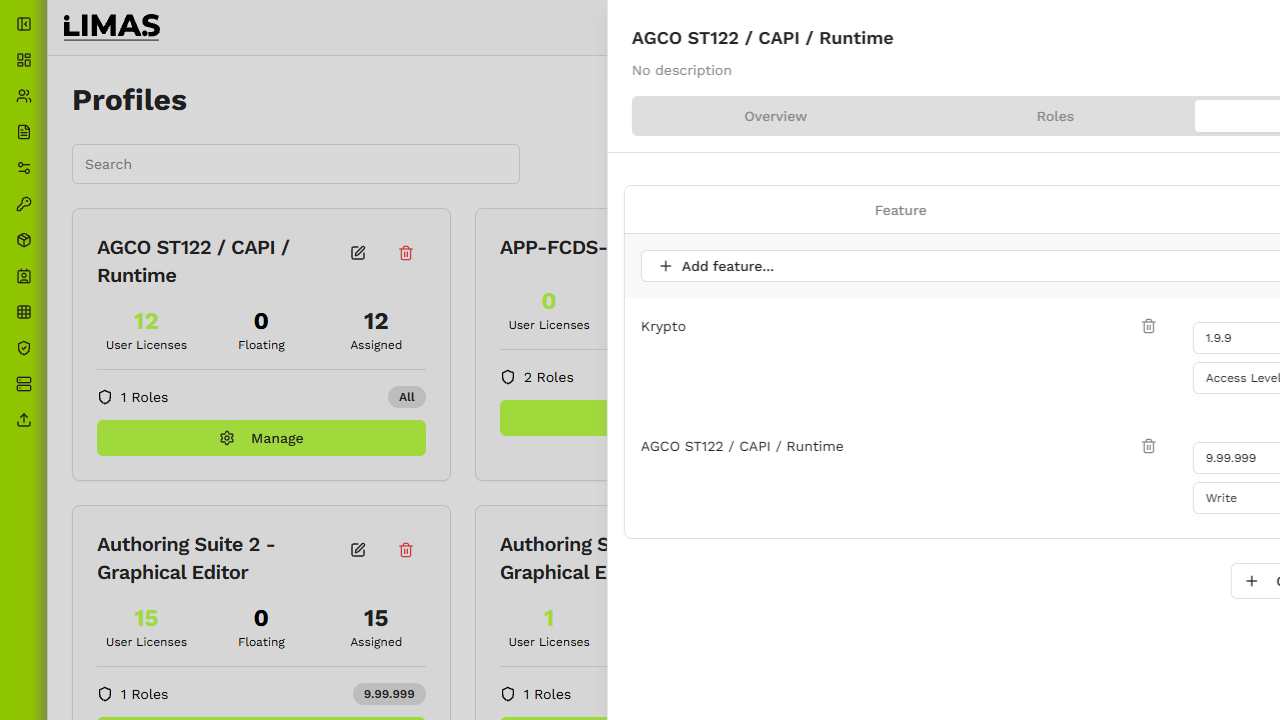 LIMAS
Profiles
Search
AGCO ST122 / CAPI /
Runtime
12
User Licenses
0
Floating
12
Assigned
1 Roles
All
Manage
APP-FCDS-
0
User Licenses
2 Roles
Authoring Suite 2 -
Graphical Editor
15
User Licenses
0
Floating
15
Assigned
1 Roles
9.99.999
Authoring S
Graphical E
1
User Licenses
1 Roles
AGCO ST122 / CAPI / Runtime
No description
Overview
Roles
Feature
Add feature...
Krypto
1.9.9
Access Level
AGCO ST122 / CAPI / Runtime
9.99.999
Write